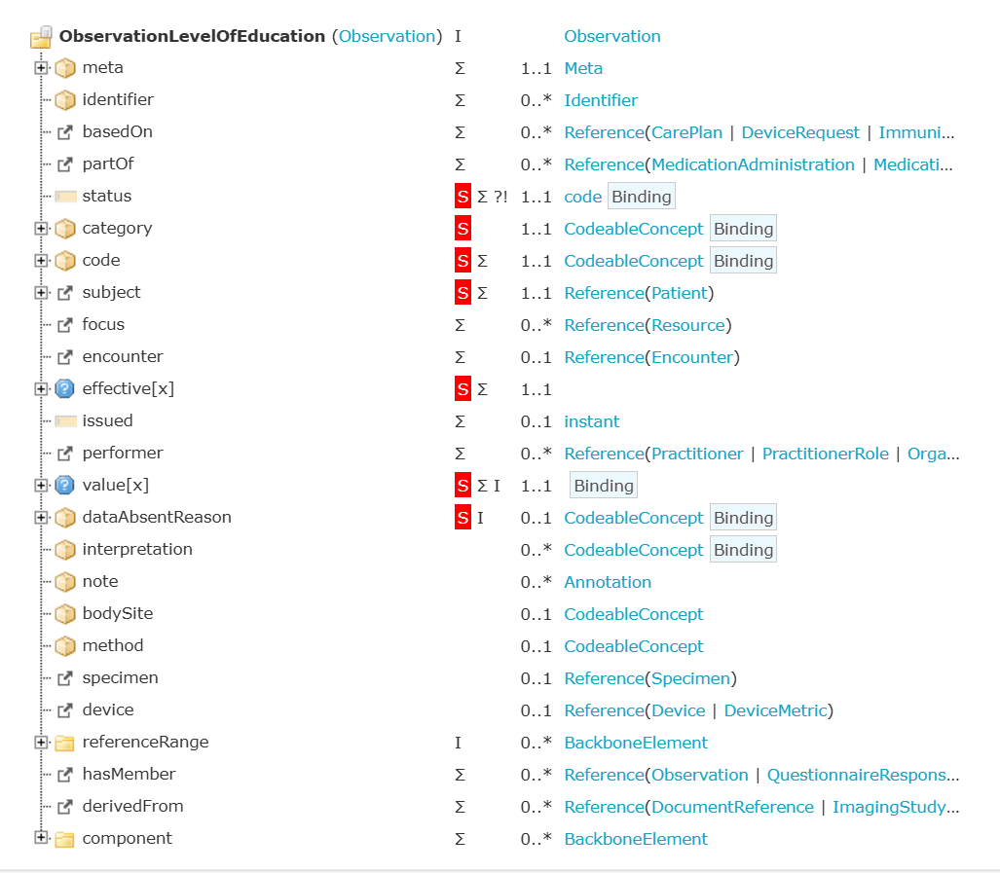 ObservationLevelOfEducation (Observation) I Observation
meta Σ 1..1 Meta
identifier Σ 0..* Identifier
basedOn Σ 0..* Reference(CarePlan | DeviceRequest | Immuni...
partOf Σ 0..* Reference(MedicationAdministration | Medicati...
status S Σ ?! 1..1 code Binding
category S 1..1 CodeableConcept Binding
code S Σ 1..1 CodeableConcept Binding
subject S Σ 1..1 Reference(Patient)
focus Σ 0..* Reference(Resource)
encounter Σ 0..1 Reference(Encounter)
effective[x] S Σ 1..1
issued Σ 0..1 instant
performer Σ 0..* Reference(Practitioner | PractitionerRole | Orga...
value[x] S Σ I 1..1 Binding
dataAbsentReason S I 0..1 CodeableConcept Binding
interpretation 0..* CodeableConcept Binding
note 0..* Annotation
bodySite 0..1 CodeableConcept
method 0..1 CodeableConcept
specimen 0..1 Reference(Specimen)
device 0..1 Reference(Device | DeviceMetric)
referenceRange I 0..* BackboneElement
hasMember Σ 0..* Reference(Observation | QuestionnaireRespons...
derivedFrom Σ 0..* Reference(DocumentReference | ImagingStudy...
component Σ 0..* BackboneElement